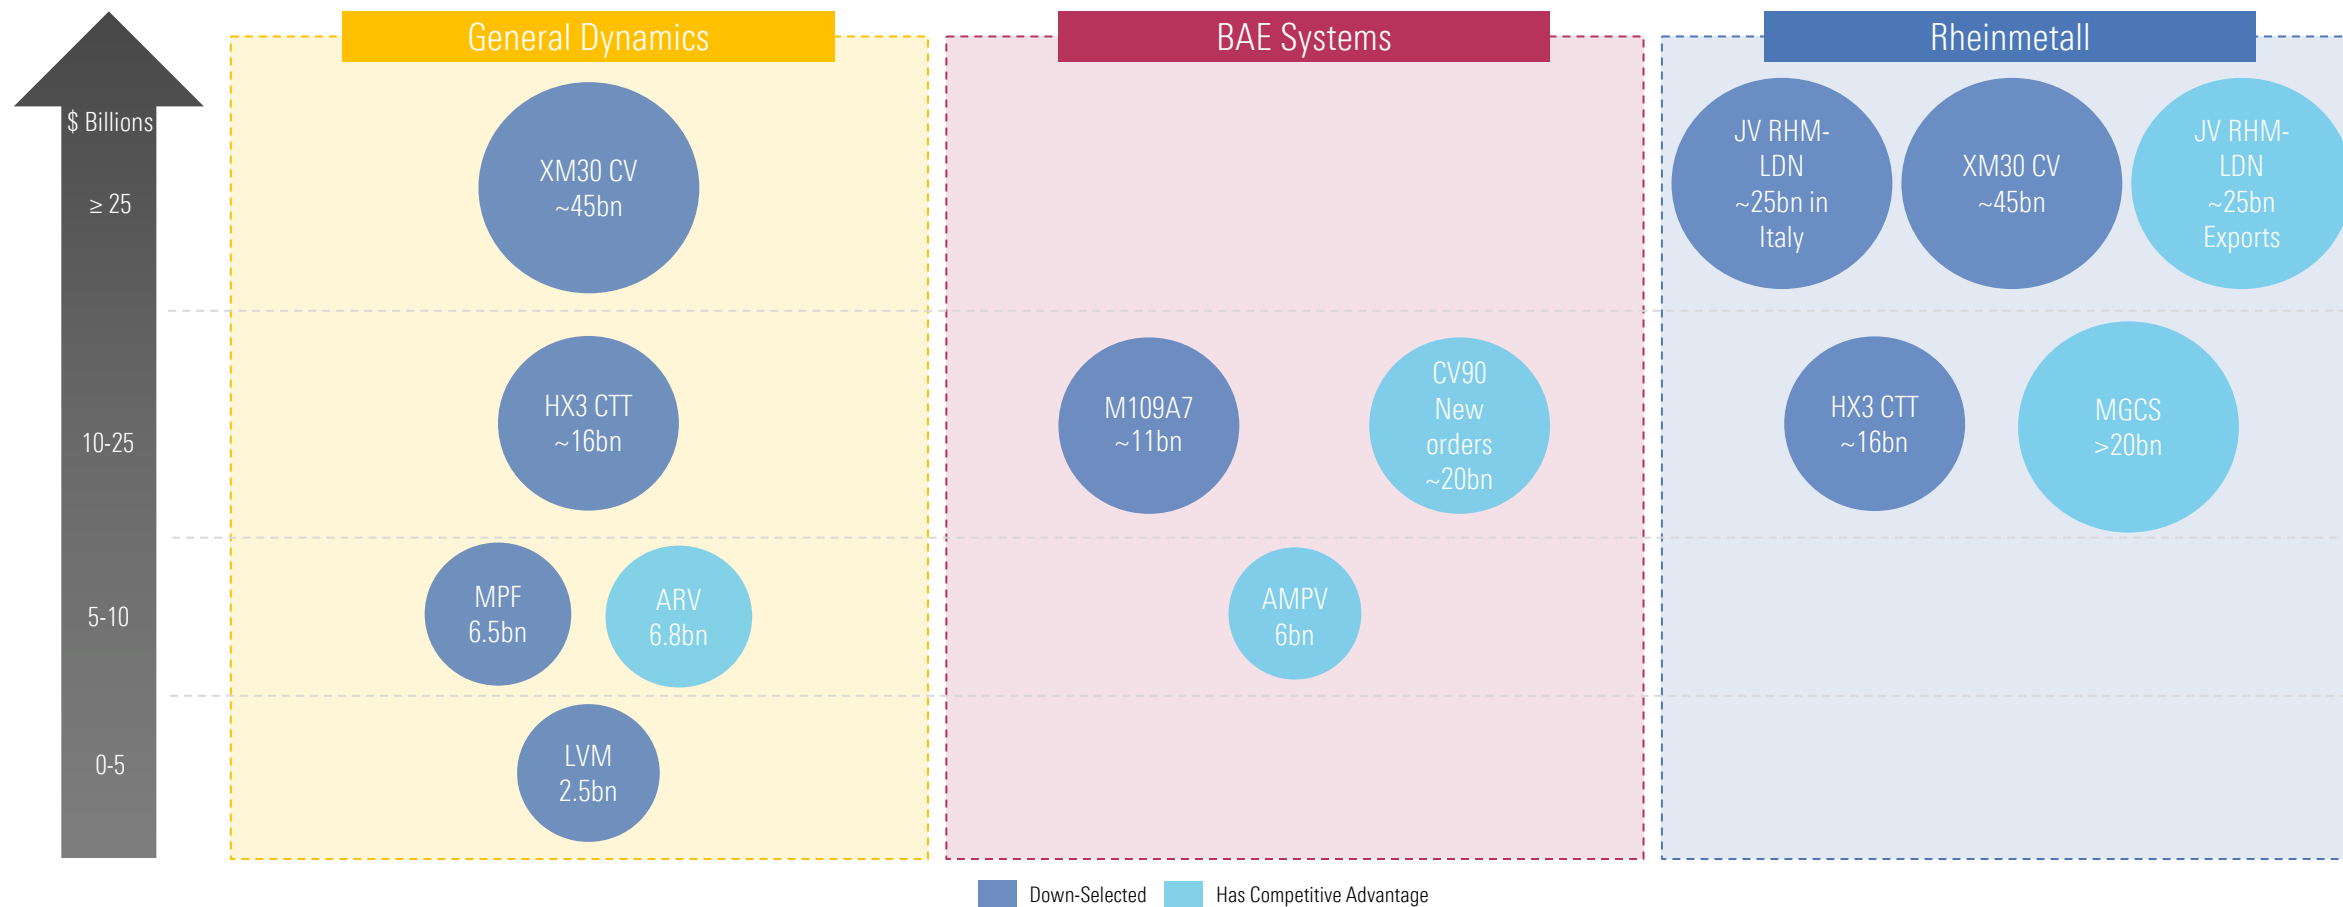 General Dynamics
BAE Systems
Rheinmetall
$ Billions
≥ 25
XM30 CV
~45bn
JV RHM-
LDN
~25bn in
Italy
XM30 CV
~45bn
JV RHM-
LDN
~25bn
Exports
10-25
HX3 CTT
~16bn
M109A7
~11bn
CV90
New
orders
~20bn
HX3 CTT
~16bn
MGCS
>20bn
5-10
MPF
6.5bn
ARV
6.8bn
AMPV
6bn
0-5
LVM
2.5bn
Down-Selected
Has Competitive Advantage